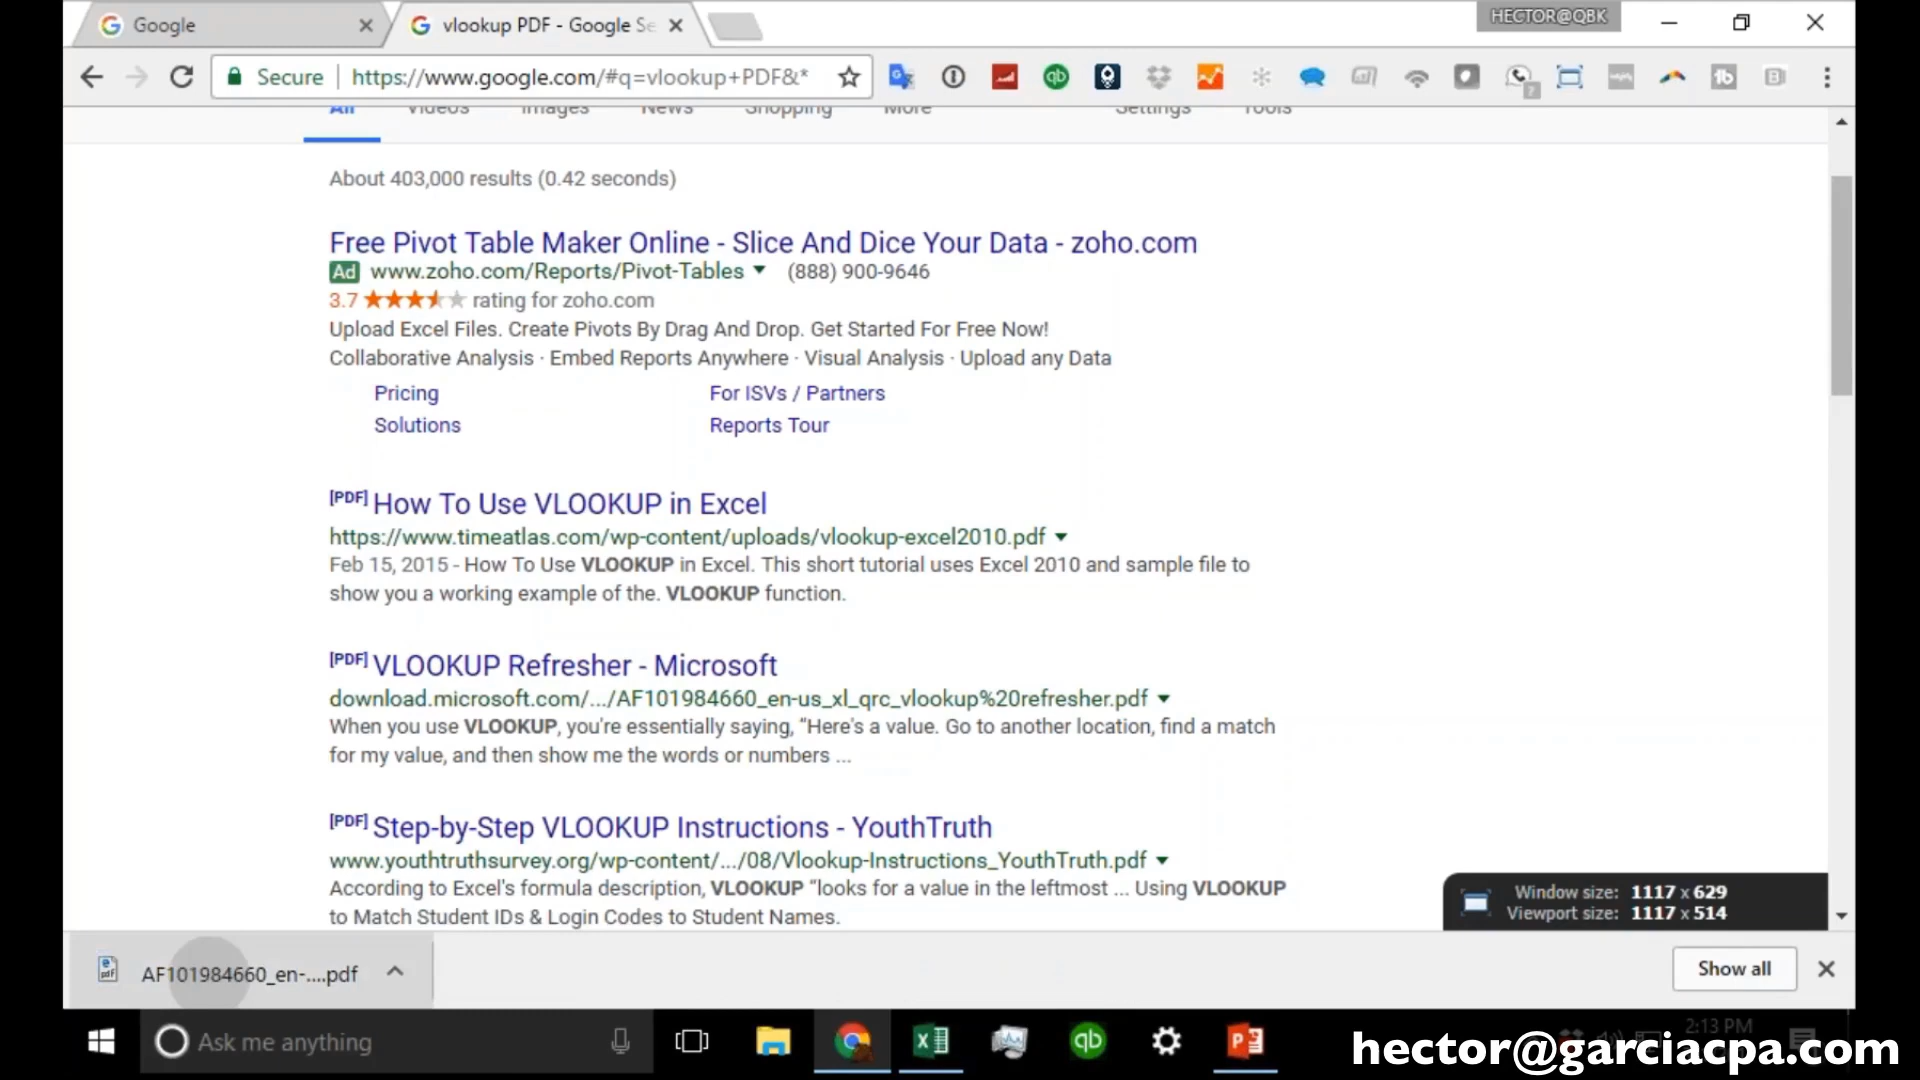 Google
vlookup PDF - Google Se
HECTOR@QBK
Secure
https://www.google.com/#q=vlookup+PDF&*
All Videos Images News Shopping More Settings Tools
About 403,000 results (0.42 seconds)
Free Pivot Table Maker Online - Slice And Dice Your Data - zoho.com
Ad www.zoho.com/Reports/Pivot-Tables (888) 900-9646
3.7 rating for zoho.com
Upload Excel Files. Create Pivots By Drag And Drop. Get Started For Free Now!
Collaborative Analysis · Embed Reports Anywhere · Visual Analysis · Upload any Data
Pricing For ISVs / Partners
Solutions Reports Tour
[PDF] How To Use VLOOKUP in Excel
https://www.timeatlas.com/wp-content/uploads/vlookup-excel2010.pdf
Feb 15, 2015 - How To Use VLOOKUP in Excel. This short tutorial uses Excel 2010 and sample file to
show you a working example of the. VLOOKUP function.
[PDF] VLOOKUP Refresher - Microsoft
download.microsoft.com/.../AF101984660_en-us_xl_qrc_vlookup%20refresher.pdf
When you use VLOOKUP, you're essentially saying, “Here's a value. Go to another location, find a match
for my value, and then show me the words or numbers ...
[PDF] Step-by-Step VLOOKUP Instructions - YouthTruth
www.youthtruthsurvey.org/wp-content/.../08/Vlookup-Instructions_YouthTruth.pdf
According to Excel's formula description, VLOOKUP “looks for a value in the leftmost ... Using VLOOKUP
to Match Student IDs & Login Codes to Student Names.
Window size: 1117 x 629
Viewport size: 1117 x 514
AF101984660_en-....pdf
Show all
Ask me anything
2:13 PM
hector@garciacpa.com